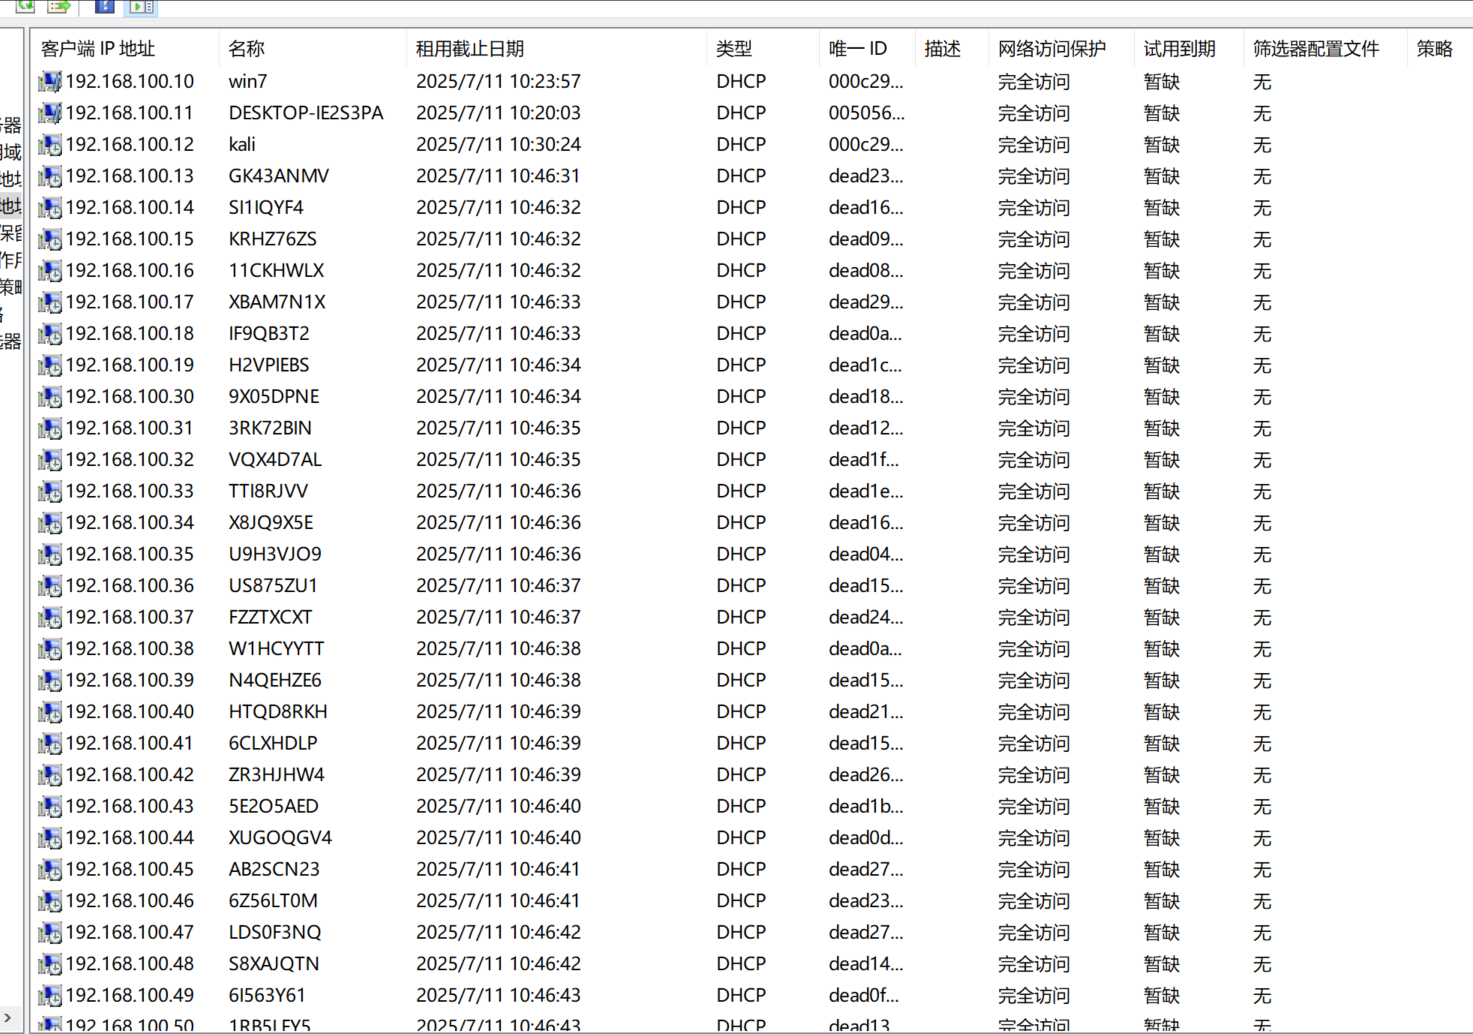 客户端 IP 地址 名称 租用截止日期 类型 唯一 ID 描述 网络访问保护 试用到期 筛选器配置文件 策略
192.168.100.10 win7 2025/7/11 10:23:57 DHCP 000c29... 完全访问 暂缺 无
192.168.100.11 DESKTOP-IE2S3PA 2025/7/11 10:20:03 DHCP 005056... 完全访问 暂缺 无
192.168.100.12 kali 2025/7/11 10:30:24 DHCP 000c29... 完全访问 暂缺 无
192.168.100.13 GK43ANMV 2025/7/11 10:46:31 DHCP dead23... 完全访问 暂缺 无
192.168.100.14 SI1IQYF4 2025/7/11 10:46:32 DHCP dead16... 完全访问 暂缺 无
192.168.100.15 KRHZ76ZS 2025/7/11 10:46:32 DHCP dead09... 完全访问 暂缺 无
192.168.100.16 11CKHWLX 2025/7/11 10:46:32 DHCP dead08... 完全访问 暂缺 无
192.168.100.17 XBAM7N1X 2025/7/11 10:46:33 DHCP dead29... 完全访问 暂缺 无
192.168.100.18 IF9QB3T2 2025/7/11 10:46:33 DHCP dead0a... 完全访问 暂缺 无
192.168.100.19 H2VPIEBS 2025/7/11 10:46:34 DHCP dead1c... 完全访问 暂缺 无
192.168.100.30 9X05DPNE 2025/7/11 10:46:34 DHCP dead18... 完全访问 暂缺 无
192.168.100.31 3RK72BIN 2025/7/11 10:46:35 DHCP dead12... 完全访问 暂缺 无
192.168.100.32 VQX4D7AL 2025/7/11 10:46:35 DHCP dead1f... 完全访问 暂缺 无
192.168.100.33 TTI8RJVV 2025/7/11 10:46:36 DHCP dead1e... 完全访问 暂缺 无
192.168.100.34 X8JQ9X5E 2025/7/11 10:46:36 DHCP dead16... 完全访问 暂缺 无
192.168.100.35 U9H3VJO9 2025/7/11 10:46:36 DHCP dead04... 完全访问 暂缺 无
192.168.100.36 US875ZU1 2025/7/11 10:46:37 DHCP dead15... 完全访问 暂缺 无
192.168.100.37 FZZTXCXT 2025/7/11 10:46:37 DHCP dead24... 完全访问 暂缺 无
192.168.100.38 W1HCYYTT 2025/7/11 10:46:38 DHCP dead0a... 完全访问 暂缺 无
192.168.100.39 N4QEHZE6 2025/7/11 10:46:38 DHCP dead15... 完全访问 暂缺 无
192.168.100.40 HTQD8RKH 2025/7/11 10:46:39 DHCP dead21... 完全访问 暂缺 无
192.168.100.41 6CLXHDLP 2025/7/11 10:46:39 DHCP dead15... 完全访问 暂缺 无
192.168.100.42 ZR3HJHW4 2025/7/11 10:46:39 DHCP dead26... 完全访问 暂缺 无
192.168.100.43 5E2O5AED 2025/7/11 10:46:40 DHCP dead1b... 完全访问 暂缺 无
192.168.100.44 XUGOQGV4 2025/7/11 10:46:40 DHCP dead0d... 完全访问 暂缺 无
192.168.100.45 AB2SCN23 2025/7/11 10:46:41 DHCP dead27... 完全访问 暂缺 无
192.168.100.46 6Z56LT0M 2025/7/11 10:46:41 DHCP dead23... 完全访问 暂缺 无
192.168.100.47 LDS0F3NQ 2025/7/11 10:46:42 DHCP dead27... 完全访问 暂缺 无
192.168.100.48 S8XAJQTN 2025/7/11 10:46:42 DHCP dead14... 完全访问 暂缺 无
192.168.100.49 6I563Y61 2025/7/11 10:46:43 DHCP dead0f... 完全访问 暂缺 无
192.168.100.50 1RB5LFY5 2025/7/11 10:46:43 DHCP dead13... 完全访问 暂缺 无
器
域
地
地
保留
作用
策略
器